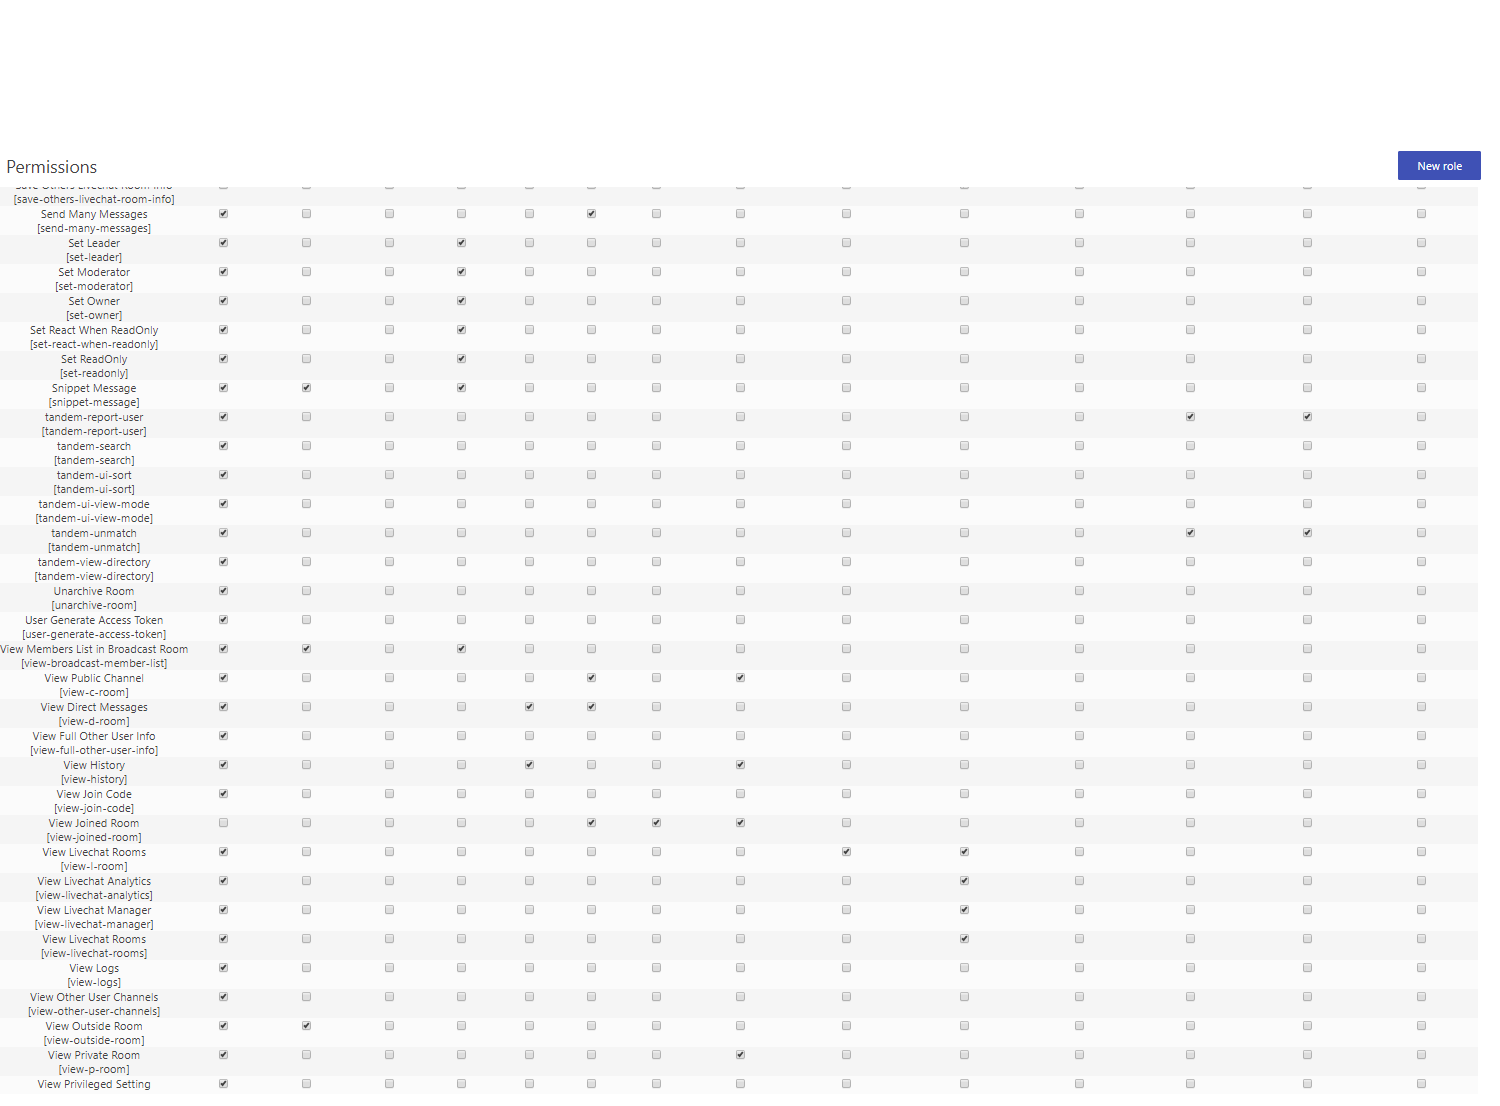 Permissions
New role
Save Others Livechat Room Info
[save-others-livechat-room-info]
Send Many Messages
[send-many-messages]
Set Leader
[set-leader]
Set Moderator
[set-moderator]
Set Owner
[set-owner]
Set React When ReadOnly
[set-react-when-readonly]
Set ReadOnly
[set-readonly]
Snippet Message
[snippet-message]
tandem-report-user
[tandem-report-user]
tandem-search
[tandem-search]
tandem-ui-sort
[tandem-ui-sort]
tandem-ui-view-mode
[tandem-ui-view-mode]
tandem-unmatch
[tandem-unmatch]
tandem-view-directory
[tandem-view-directory]
Unarchive Room
[unarchive-room]
User Generate Access Token
[user-generate-access-token]
View Members List in Broadcast Room
[view-broadcast-member-list]
View Public Channel
[view-c-room]
View Direct Messages
[view-d-room]
View Full Other User Info
[view-full-other-user-info]
View History
[view-history]
View Join Code
[view-join-code]
View Joined Room
[view-joined-room]
View Livechat Rooms
[view-l-room]
View Livechat Analytics
[view-livechat-analytics]
View Livechat Manager
[view-livechat-manager]
View Livechat Rooms
[view-livechat-rooms]
View Logs
[view-logs]
View Other User Channels
[view-other-user-channels]
View Outside Room
[view-outside-room]
View Private Room
[view-p-room]
View Privileged Setting